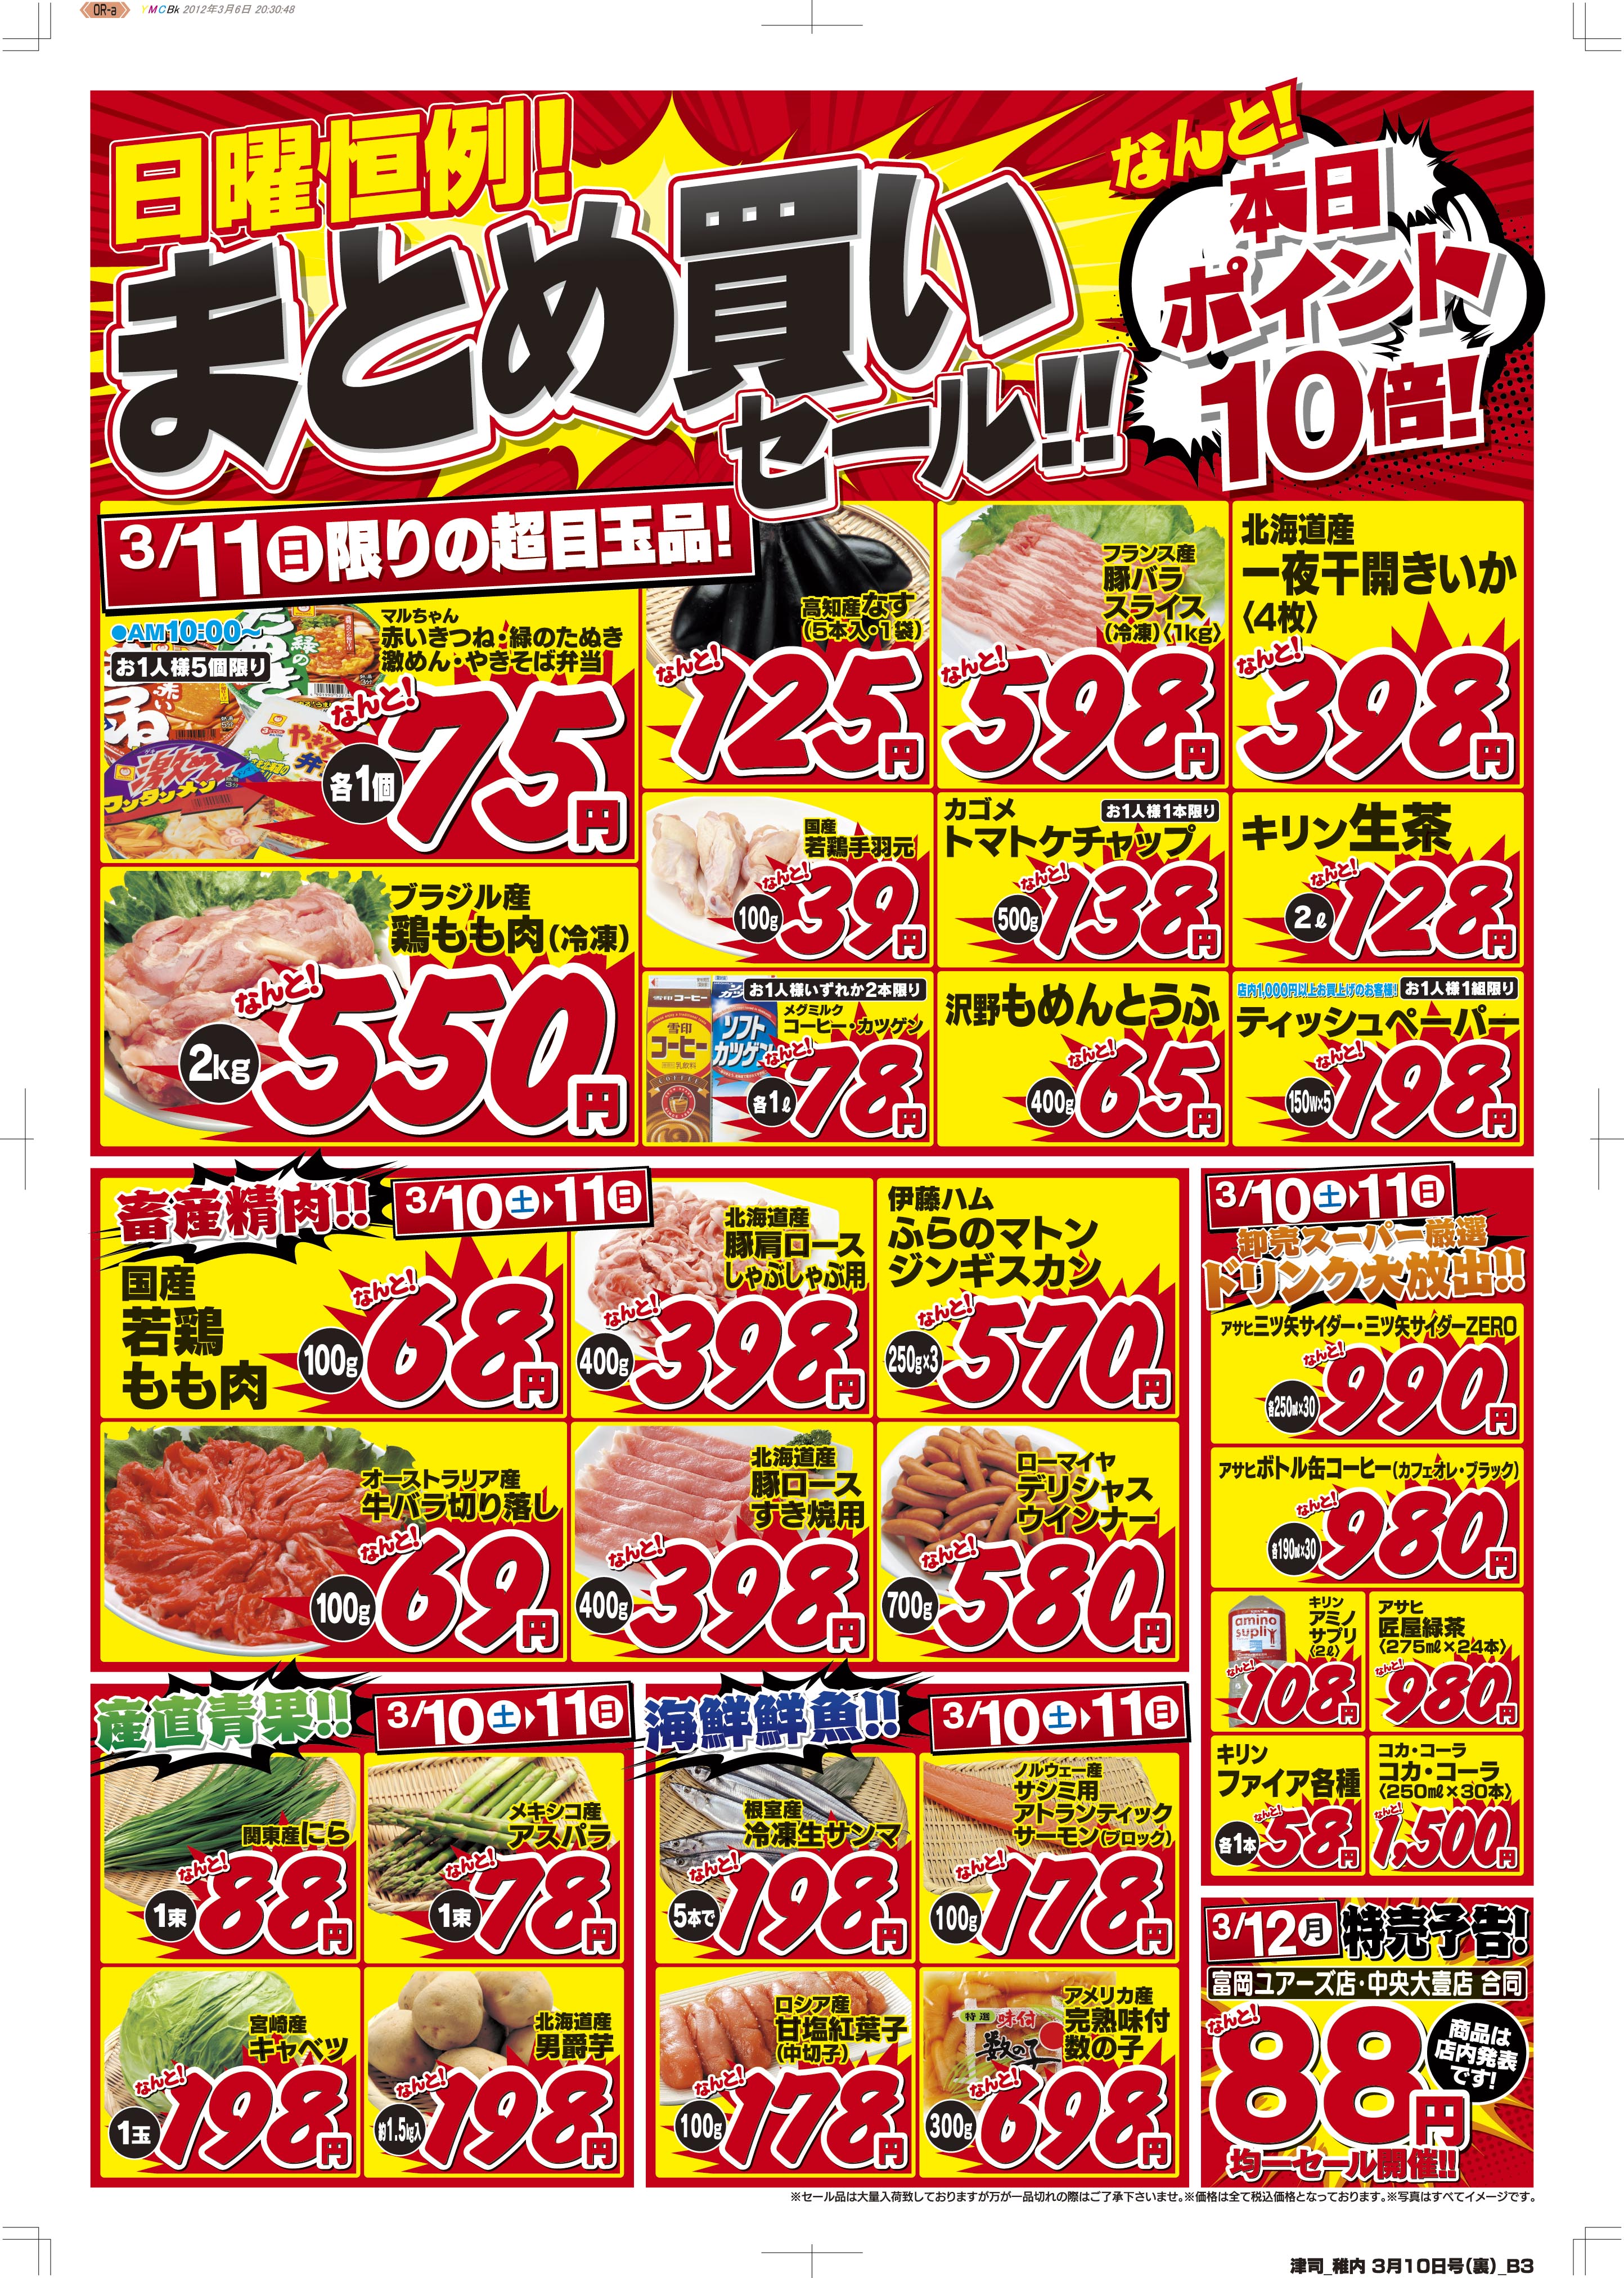 OR-a YMCBk 2012年3月6日 20:30:48
日曜恒例!
まとめ買い
セール!!
なんと!
本日
ポイント
10倍!
3/11日限りの超目玉品!
●AM10:00~
お1人様5個限り
マルちゃん
赤いきつね・緑のたぬき
激めん・やきそば弁当
なんと!
各1個
75円
高知産なす
(5本入・1袋)
なんと!
125円
フランス産
豚バラ
スライス
(冷凍)〈1kg〉
なんと!
598円
北海道産
一夜干開きいか
〈4枚〉
なんと!
398円
ブラジル産
鶏もも肉(冷凍)
なんと!
2kg
550円
国産
若鶏手羽元
なんと!
100g
39円
カゴメ
お1人様1本限り
トマトケチャップ
なんと!
500g
138円
キリン生茶
なんと!
2ℓ
128円
お1人様いずれか2本限り
メグミルク
コーヒー・カツゲン
雪印コーヒー
雪印
コーヒー
乳飲料
COFFEE
ソフト
カツゲン
なんと!
各1ℓ
78円
沢野もめんとうふ
なんと!
400g
65円
店内1,000円以上お買上げのお客様!
お1人様1組限り
ティッシュペーパー
なんと!
150w×5
198円
畜産精肉!!
3/10土▶11日
国産
若鶏
もも肉
なんと!
100g
68円
北海道産
豚肩ロース
しゃぶしゃぶ用
なんと!
400g
398円
伊藤ハム
ふらのマトン
ジンギスカン
なんと!
250g×3
570円
オーストラリア産
牛バラ切り落し
なんと!
100g
69円
北海道産
豚ロース
すき焼用
なんと!
400g
398円
ローマイヤ
デリシャス
ウインナー
なんと!
700g
580円
3/10土▶11日
卸売スーパー厳選
ドリンク大放出!!
アサヒ三ツ矢サイダー・三ツ矢サイダーZERO
なんと!
各250㎖×30
990円
アサヒボトル缶コーヒー(カフェオレ・ブラック)
なんと!
各190㎖×30
980円
amino
supli
キリン
アミノ
サプリ
〈2ℓ〉
なんと!
108円
アサヒ
匠屋緑茶
〈275㎖×24本〉
なんと!
980円
キリン
ファイア各種
なんと!
各1本
58円
コカ・コーラ
コカ・コーラ
〈250㎖×30本〉
なんと!
1,500円
産直青果!!
3/10土▶11日
関東産にら
なんと!
1束
88円
メキシコ産
アスパラ
なんと!
1束
78円
宮崎産
キャベツ
なんと!
1玉
198円
北海道産
男爵芋
なんと!
約1.5kg入
198円
海鮮鮮魚!!
3/10土▶11日
根室産
冷凍生サンマ
なんと!
5本で
198円
ノルウェー産
サシミ用
アトランティック
サーモン(ブロック)
なんと!
100g
178円
ロシア産
甘塩紅葉子
(中切子)
なんと!
100g
178円
特選 味付
数の子
アメリカ産
完熟味付
数の子
なんと!
300g
698円
3/12月 特売予告!
富岡ユアーズ店・中央大壹店 合同
なんと!
88円
商品は
店内発表
です!
均一セール開催!!
※セール品は大量入荷致しておりますが万が一品切れの際はご了承下さいませ。※価格は全て税込価格となっております。※写真はすべてイメージです。
津司_稚内 3月10日号(裏)_B3